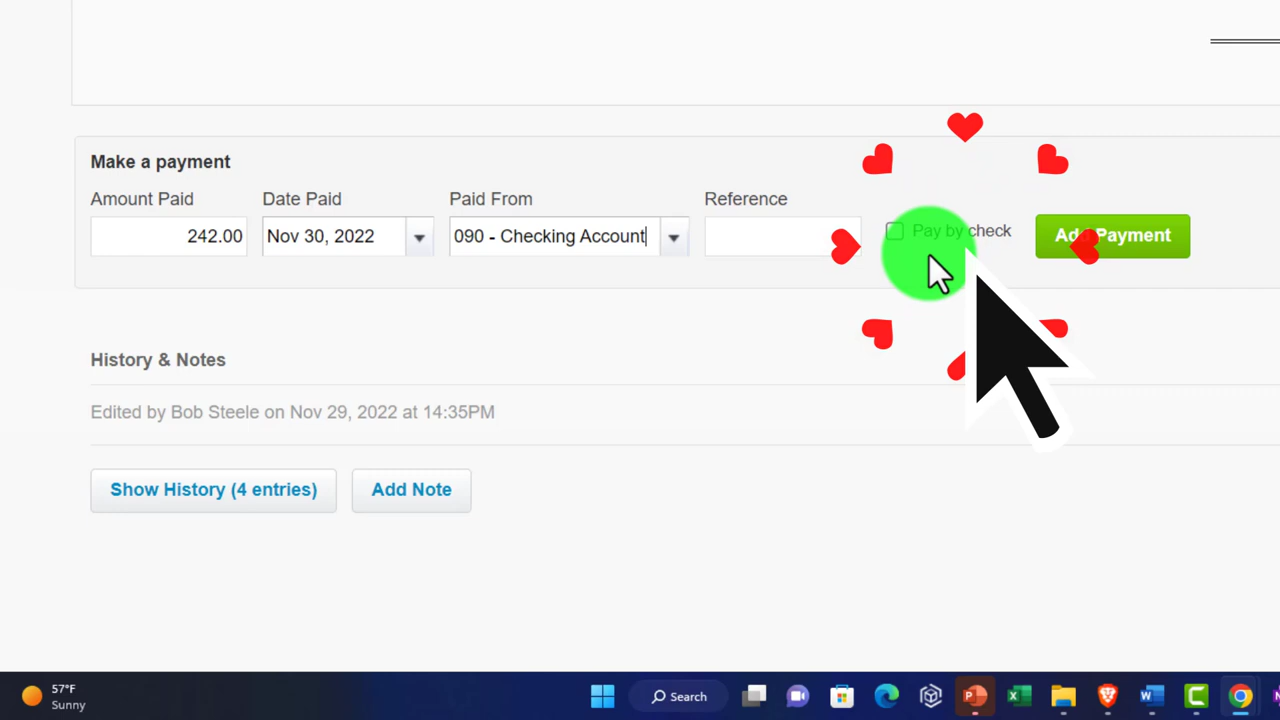 Make a payment
Amount Paid Date Paid Paid From Reference
242.00 Nov 30, 2022 090 - Checking Account Pay by check Add Payment
History & Notes
Edited by Bob Steele on Nov 29, 2022 at 14:35PM
Show History (4 entries) Add Note
57°F
Sunny
Search